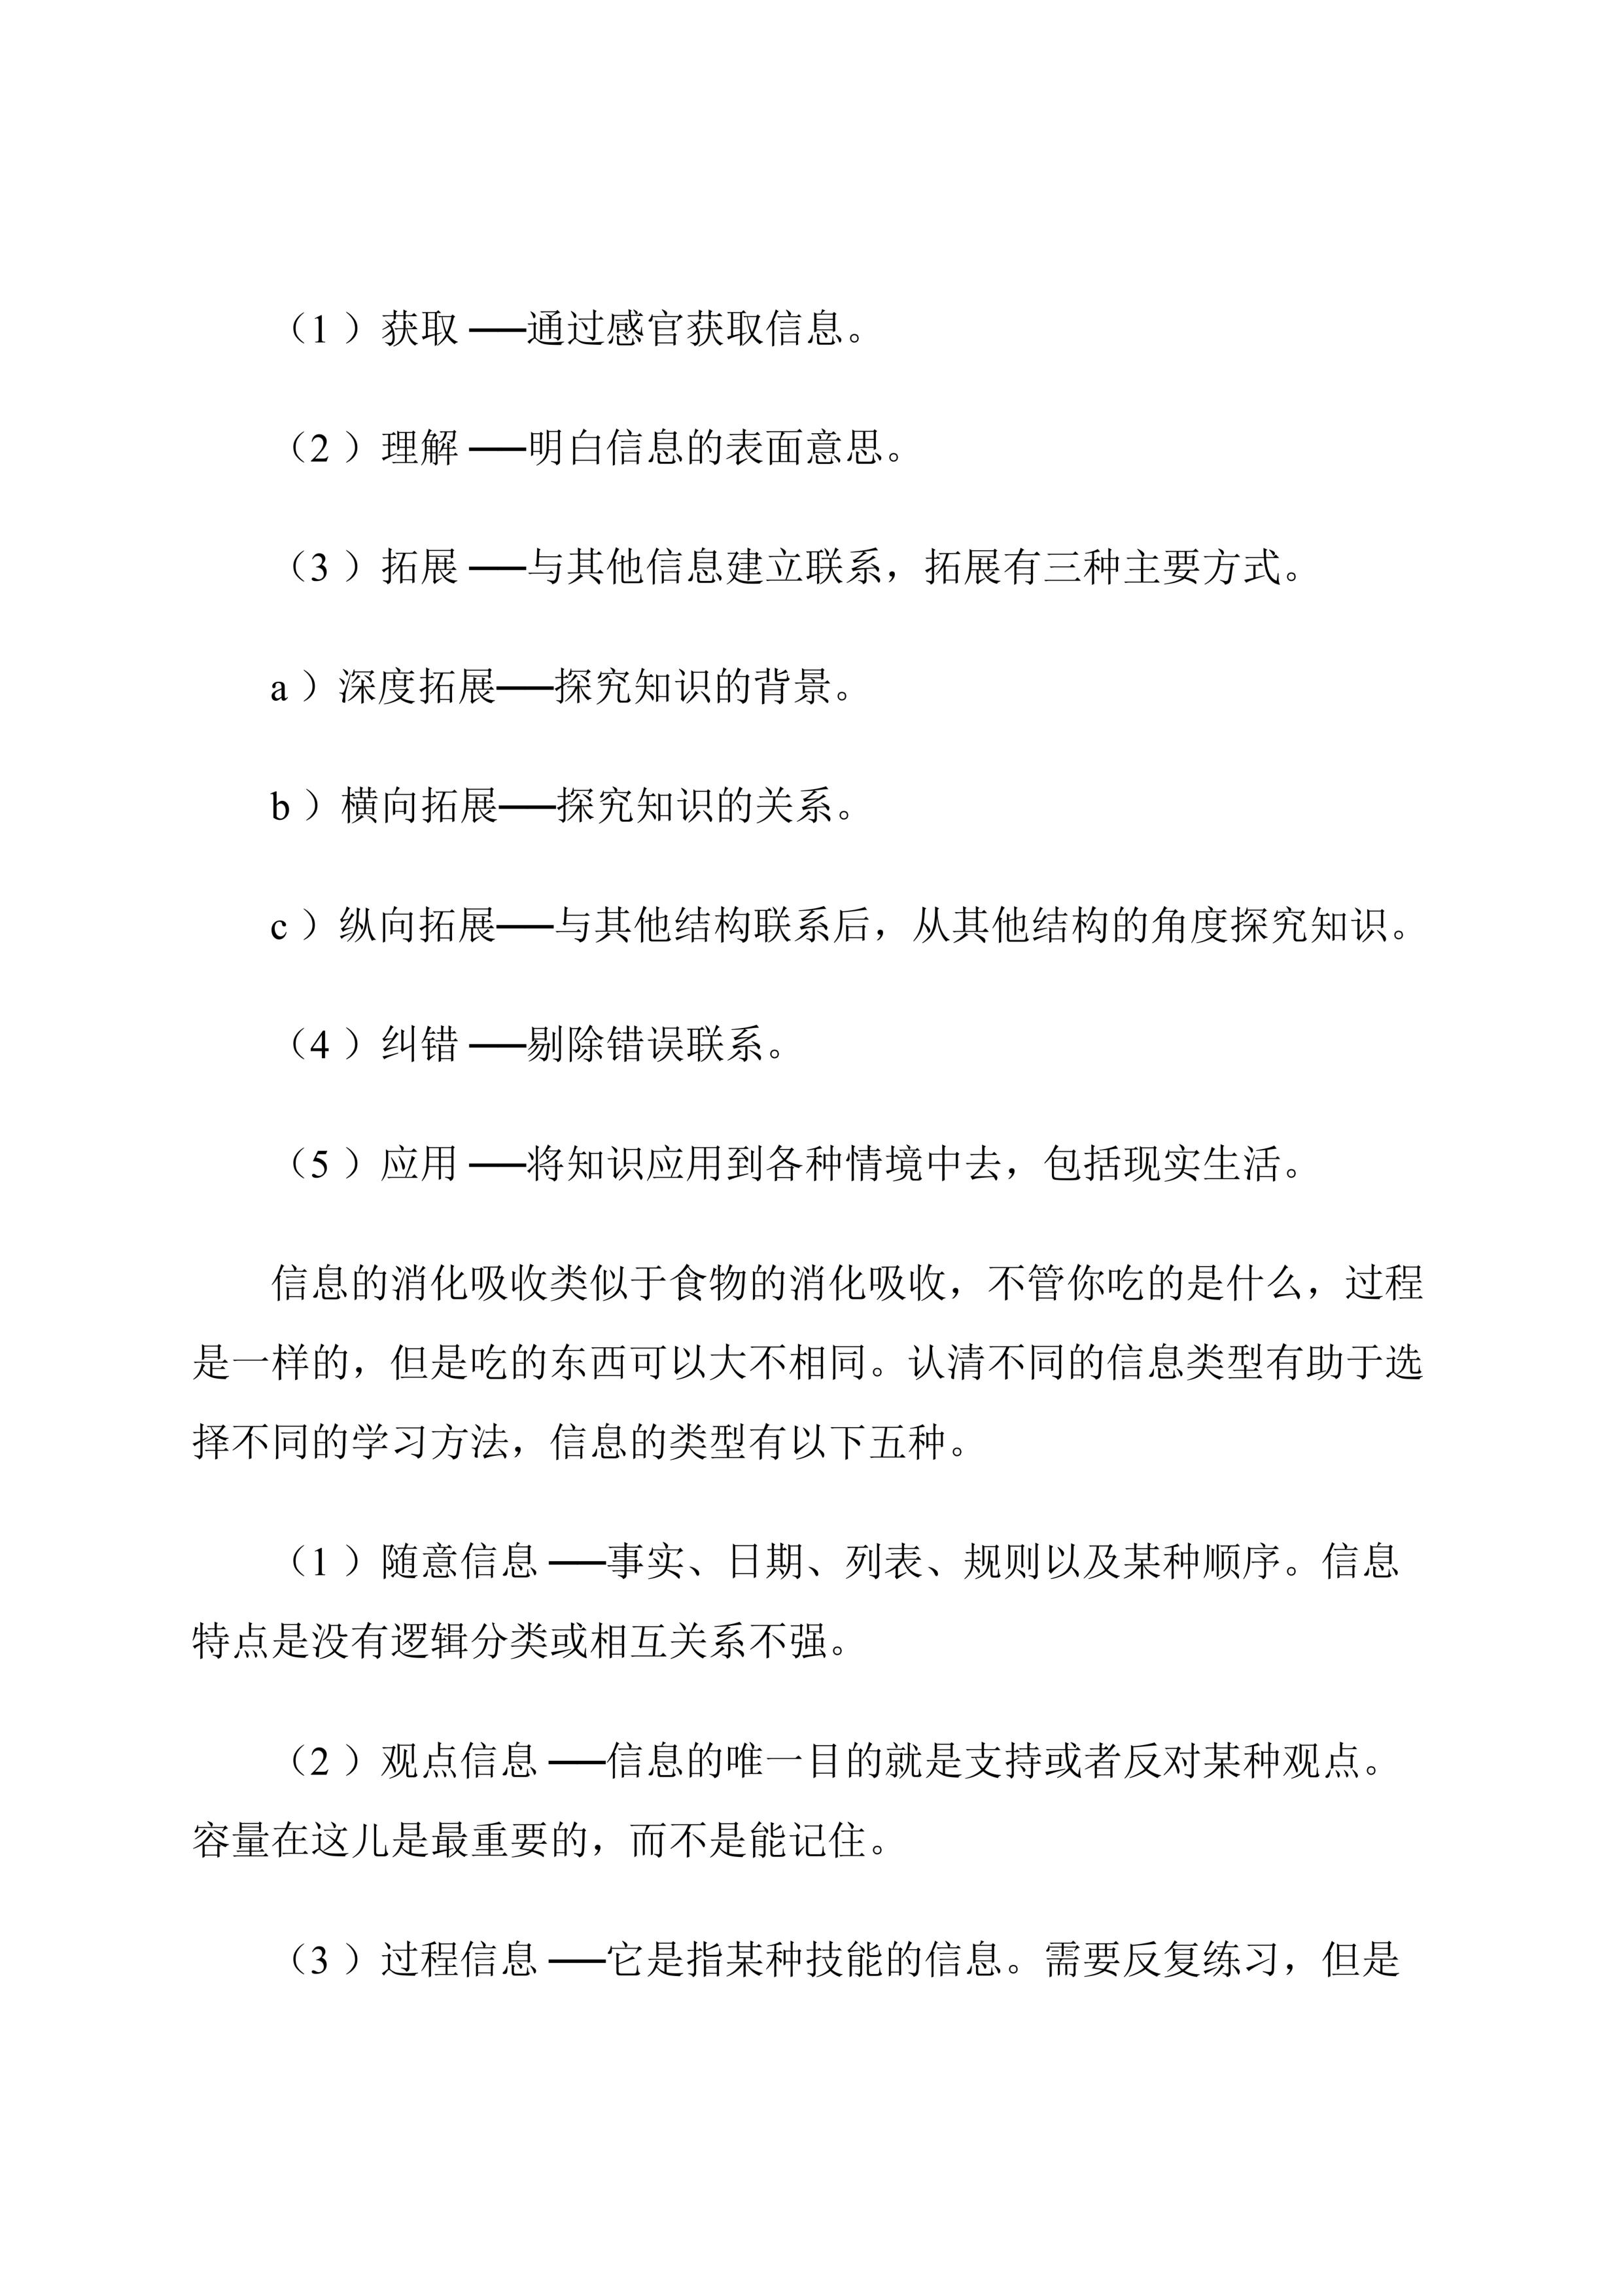 （1）获取 ──通过感官获取信息。
（2）理解 ──明白信息的表面意思。
（3）拓展 ──与其他信息建立联系，拓展有三种主要方式。
a）深度拓展──探究知识的背景。
b）横向拓展──探究知识的关系。
c）纵向拓展──与其他结构联系后，从其他结构的角度探究知识。
（4）纠错 ──剔除错误联系。
（5）应用 ──将知识应用到各种情境中去，包括现实生活。
信息的消化吸收类似于食物的消化吸收，不管你吃的是什么，过程
是一样的，但是吃的东西可以大不相同。认清不同的信息类型有助于选
择不同的学习方法，信息的类型有以下五种。
（1）随意信息 ──事实、日期、列表、规则以及某种顺序。信息
特点是没有逻辑分类或相互关系不强。
（2）观点信息 ──信息的唯一目的就是支持或者反对某种观点。
容量在这儿是最重要的，而不是能记住。
（3）过程信息 ──它是指某种技能的信息。需要反复练习，但是